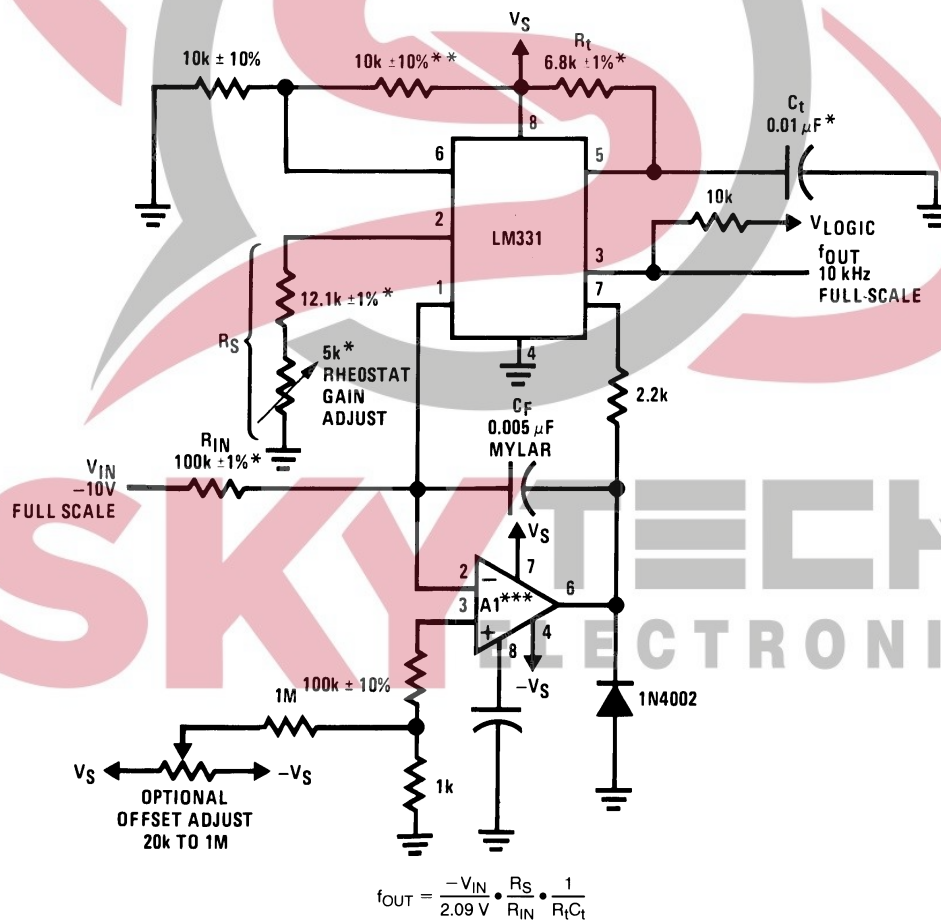 VS
10k ± 10%
10k ±10%**
Rt
6.8k ±1%*
8
Ct
0.01 µF*
6
5
10k
2
LM331
VLOGIC
fOUT
10 kHz
FULL-SCALE
3
1
7
12.1k ±1%*
RS
4
5k*
RHEOSTAT
GAIN
ADJUST
2.2k
CF
0.005 µF
MYLAR
RIN
100k ±1%*
VIN
−10V
FULL SCALE
VS
7
SKYTECH
2
−
6
3
A1***
+
4
8
ELECTRONI
−VS
100k ± 10%
1M
1N4002
VS
−VS
1k
OPTIONAL
OFFSET ADJUST
20k TO 1M
fOUT = −VIN / 2.09 V • RS / RIN • 1 / RtCt